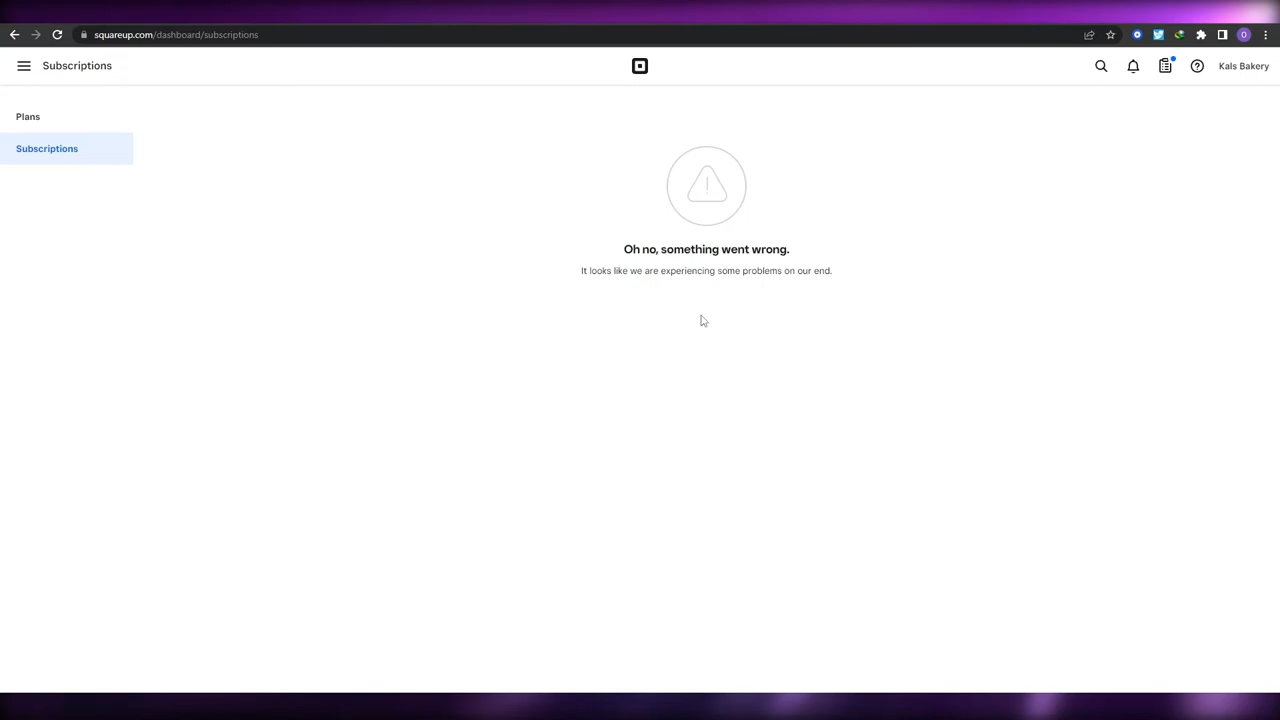 squareup.com/dashboard/subscriptions
O
Subscriptions
Kals Bakery
Plans
Subscriptions
Oh no, something went wrong.
It looks like we are experiencing some problems on our end.